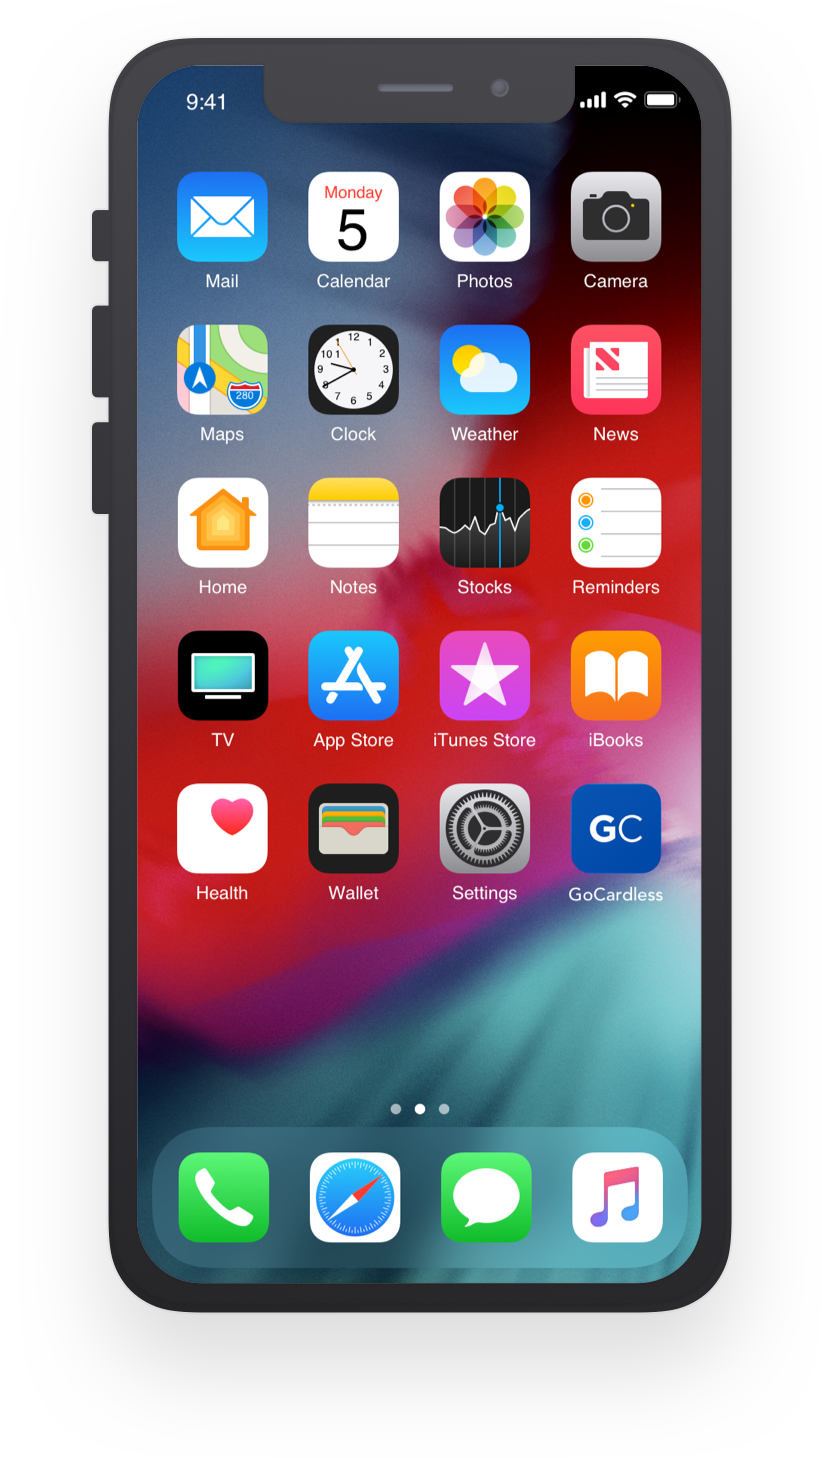 9:41
Monday
5
Mail
Calendar
Photos
Camera
12
1
2
3
4
5
6
7
8
9
10
11
280
Maps
Clock
Weather
News
Home
Notes
Stocks
Reminders
TV
App Store
iTunes Store
iBooks
GC
Health
Wallet
Settings
GoCardless